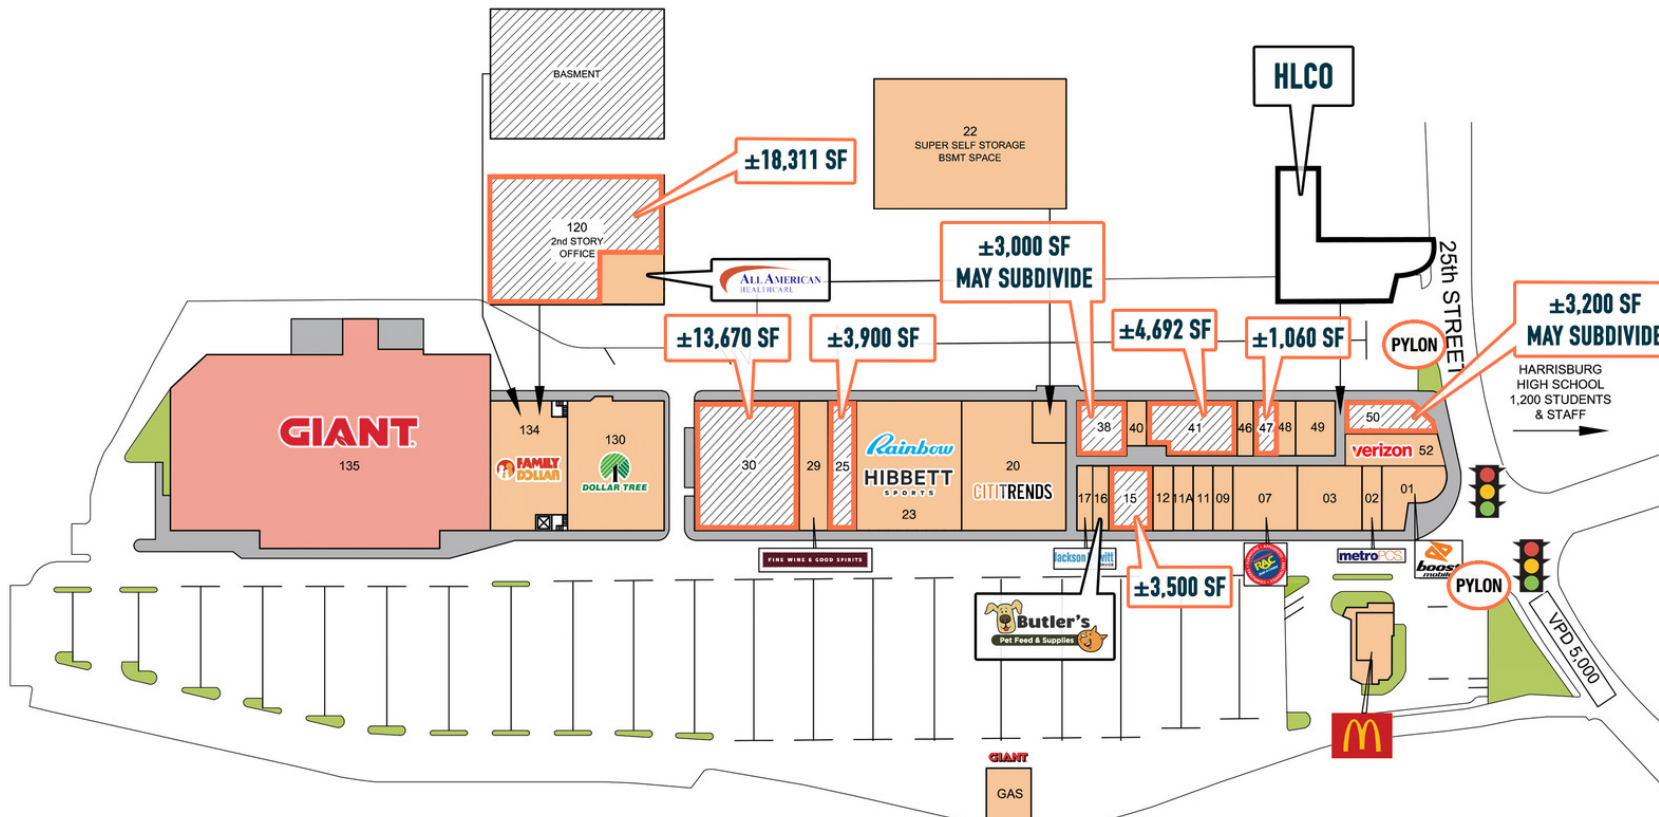 BASMENT
HLCO
22
SUPER SELF STORAGE
BSMT SPACE
±18,311 SF
120
2nd STORY
OFFICE
ALL AMERICAN
HEALTHCARE
±3,000 SF
MAY SUBDIVIDE
25th STREET
±13,670 SF
±3,900 SF
±4,692 SF
±1,060 SF
PYLON
±3,200 SF
MAY SUBDIVIDE
HARRISBURG
HIGH SCHOOL
1,200 STUDENTS
& STAFF
GIANT
135
134
FAMILY
DOLLAR
130
DOLLAR TREE
30
29
25
Rainbow
HIBBETT
SPORTS
23
20
CITITRENDS
38
40
41
46
47
48
49
50
verizon
52
17
16
15
12
11A
11
09
07
03
02
01
FINE WINE & GOOD SPIRITS
Jackson Hewitt
±3,500 SF
RAC
metroPCS
boost
mobile
PYLON
Butler's
Pet Feed & Supplies
VPD 5,000
GIANT
GAS